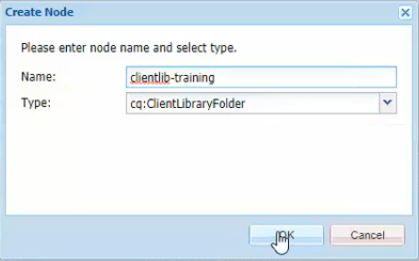 Create Node
Please enter node name and select type.
Name: clientlib-training
Type: cq:ClientLibraryFolder
OK Cancel